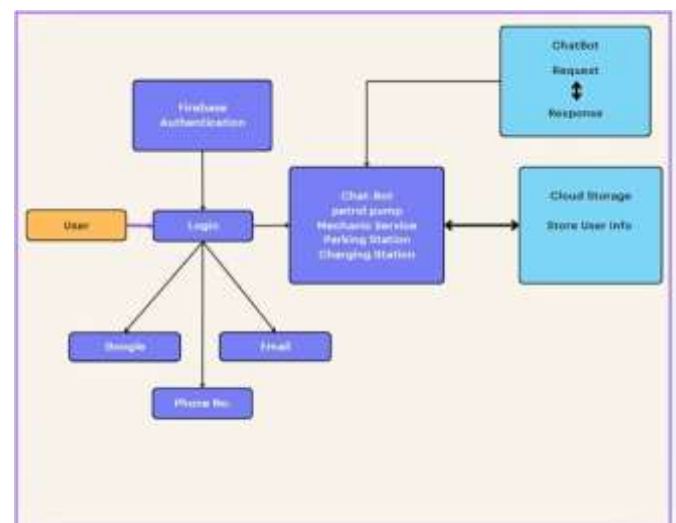 ChatBot
Request
Response
Firebase
Authentication
Chat Bot
petrol pump
Mechanic Service
Parking Station
Charging Station
Cloud Storage
Store User Info
User
Login
Google
Email
Phone No.